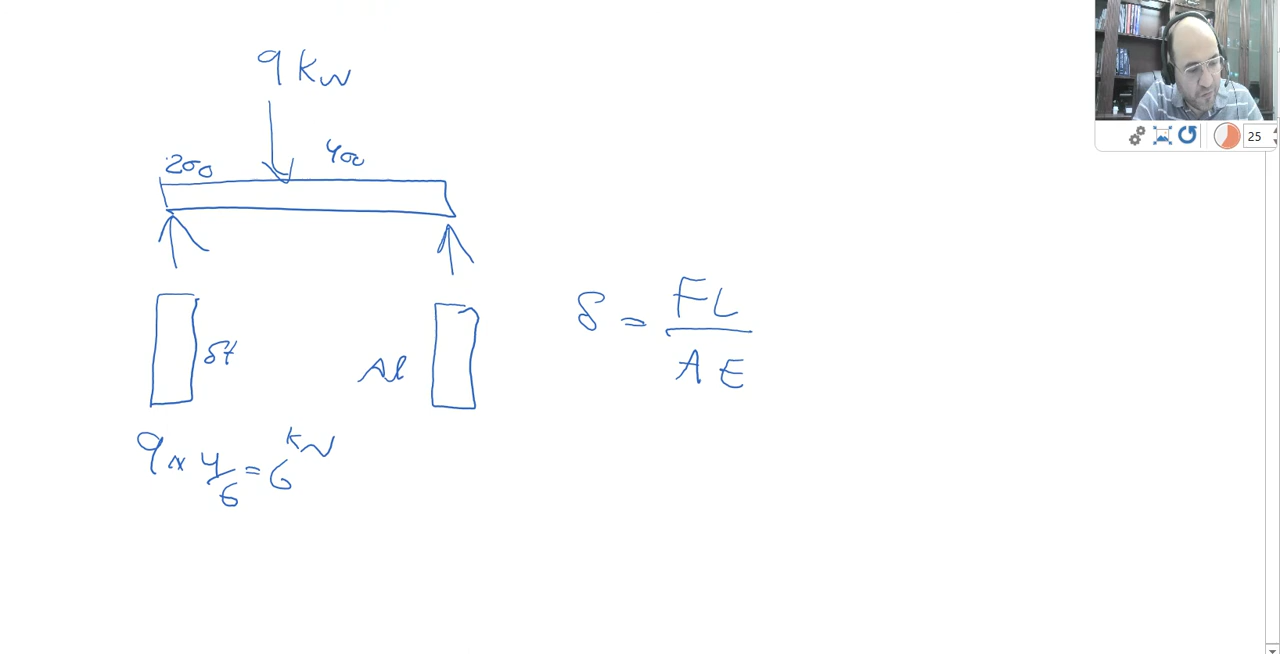 9 KN
200
400
St
Al
δ = FL / AE
9 × 4/6 = 6 kN
25